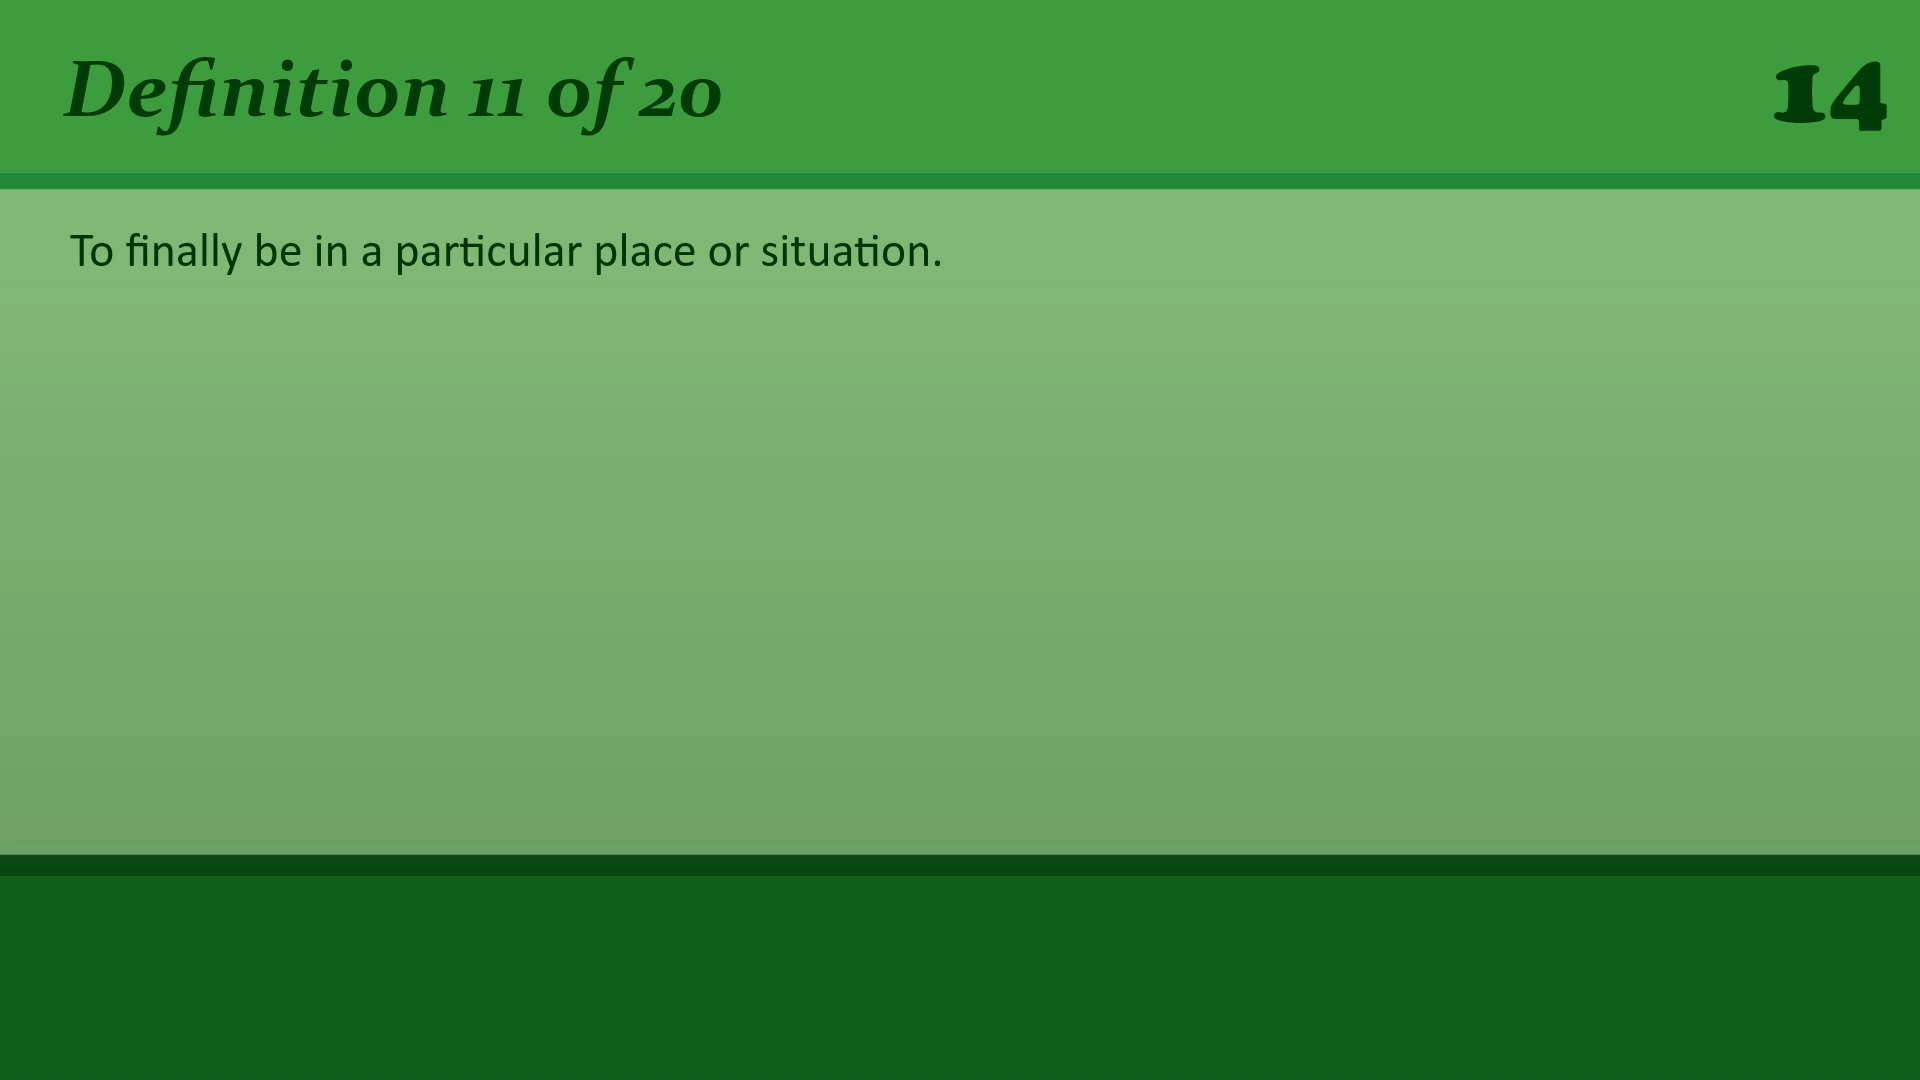 Definition 11 of 20
14
To finally be in a particular place or situation.